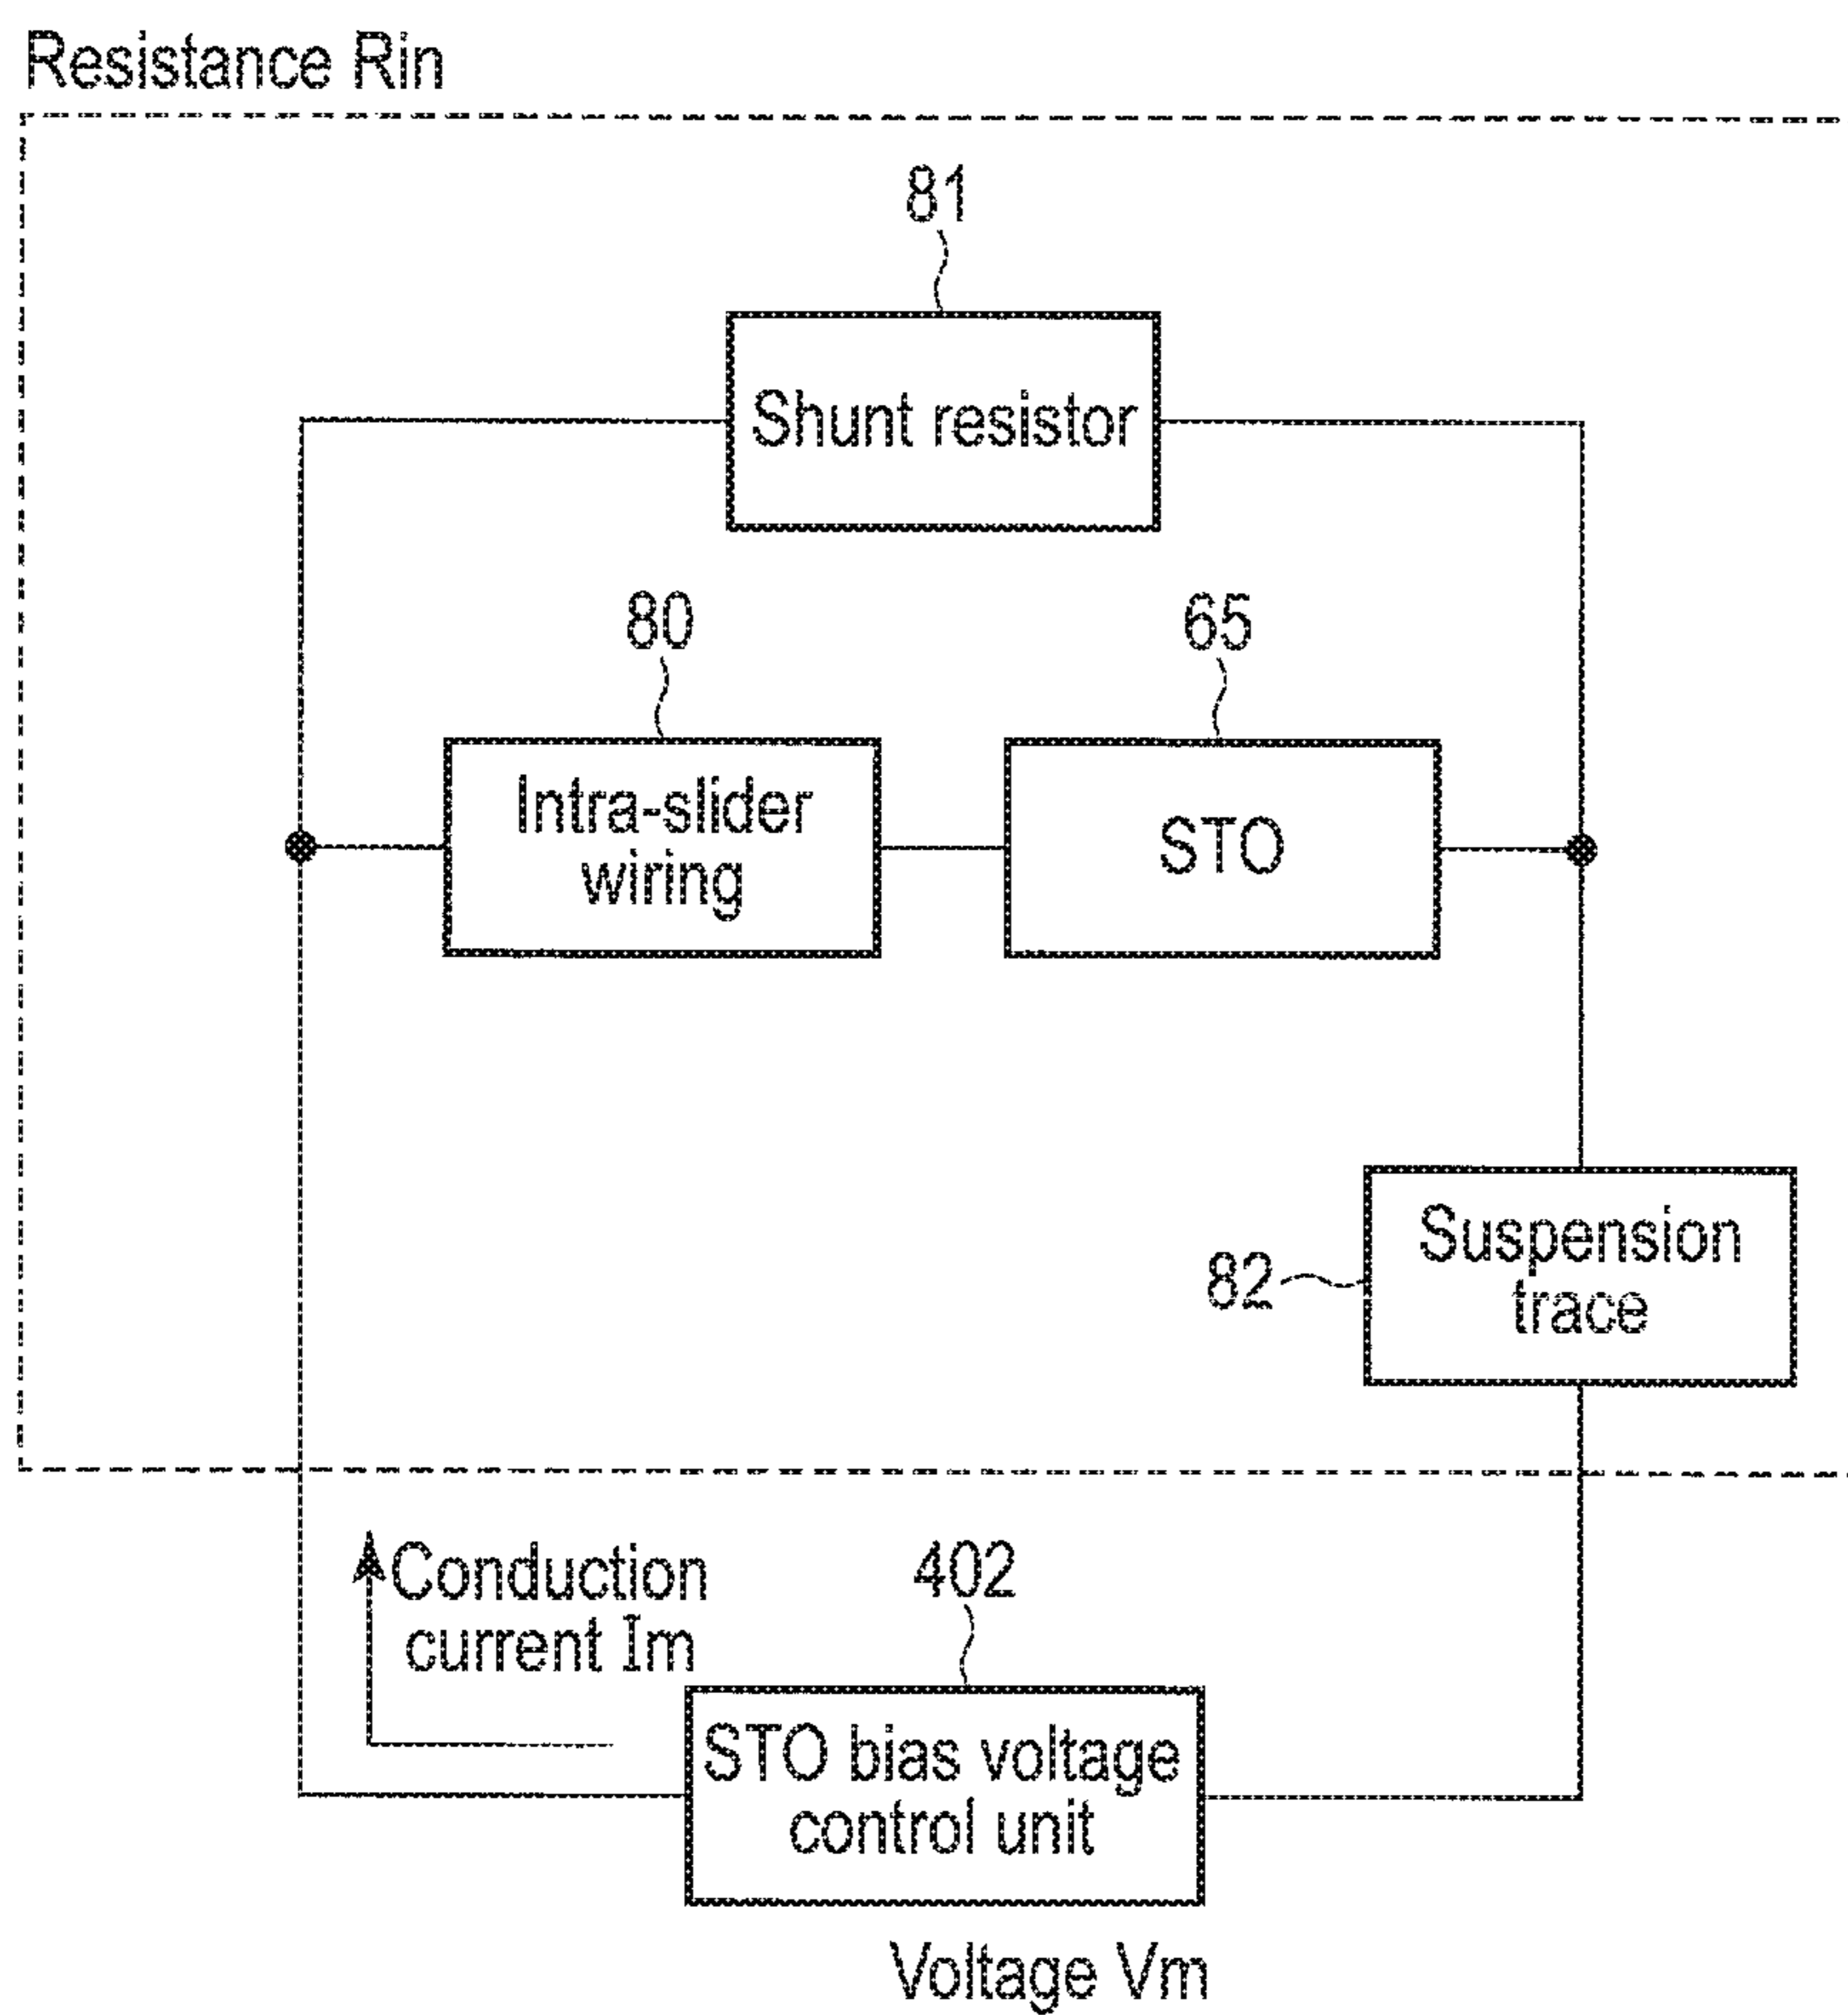 Resistance Rin
81
Shunt resistor
80
65
Intra-slider
wiring
STO
82
Suspension
trace
Conduction
current Im
402
STO bias voltage
control unit
Voltage Vm